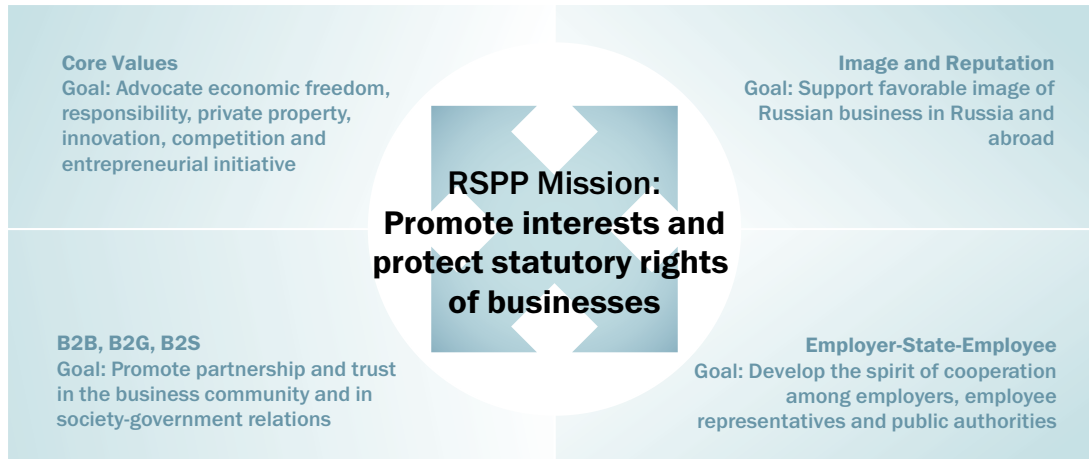 Core Values
Goal: Advocate economic freedom,
responsibility, private property,
innovation, competition and
entrepreneurial initiative
Image and Reputation
Goal: Support favorable image of
Russian business in Russia and
abroad
RSPP Mission:
Promote interests and
protect statutory rights
of businesses
B2B, B2G, B2S
Goal: Promote partnership and trust
in the business community and in
society-government relations
Employer-State-Employee
Goal: Develop the spirit of cooperation
among employers, employee
representatives and public authorities